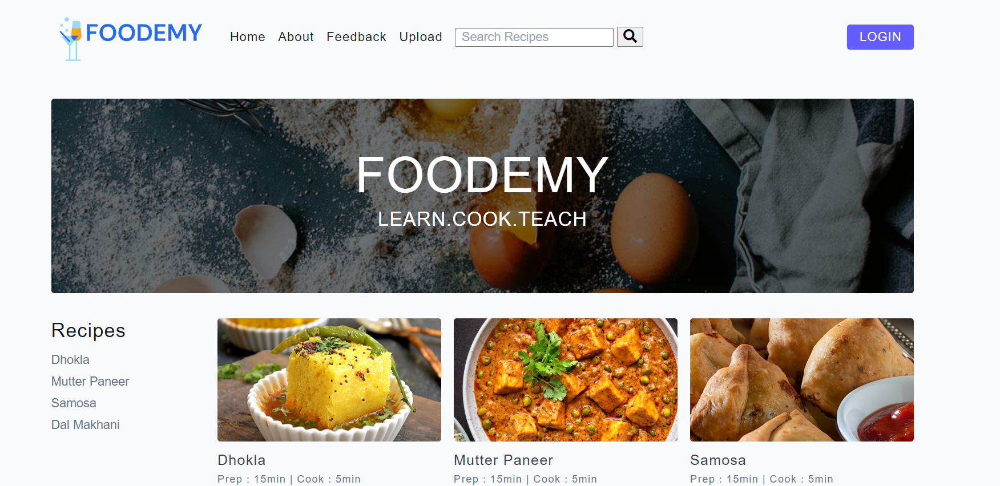 FOODEMY
Home About Feedback Upload Search Recipes LOGIN
FOODEMY
LEARN.COOK.TEACH
Recipes
Dhokla
Mutter Paneer
Samosa
Dal Makhani
Dhokla
Prep : 15min | Cook : 5min
Mutter Paneer
Prep : 15min | Cook : 5min
Samosa
Prep : 15min | Cook : 5min